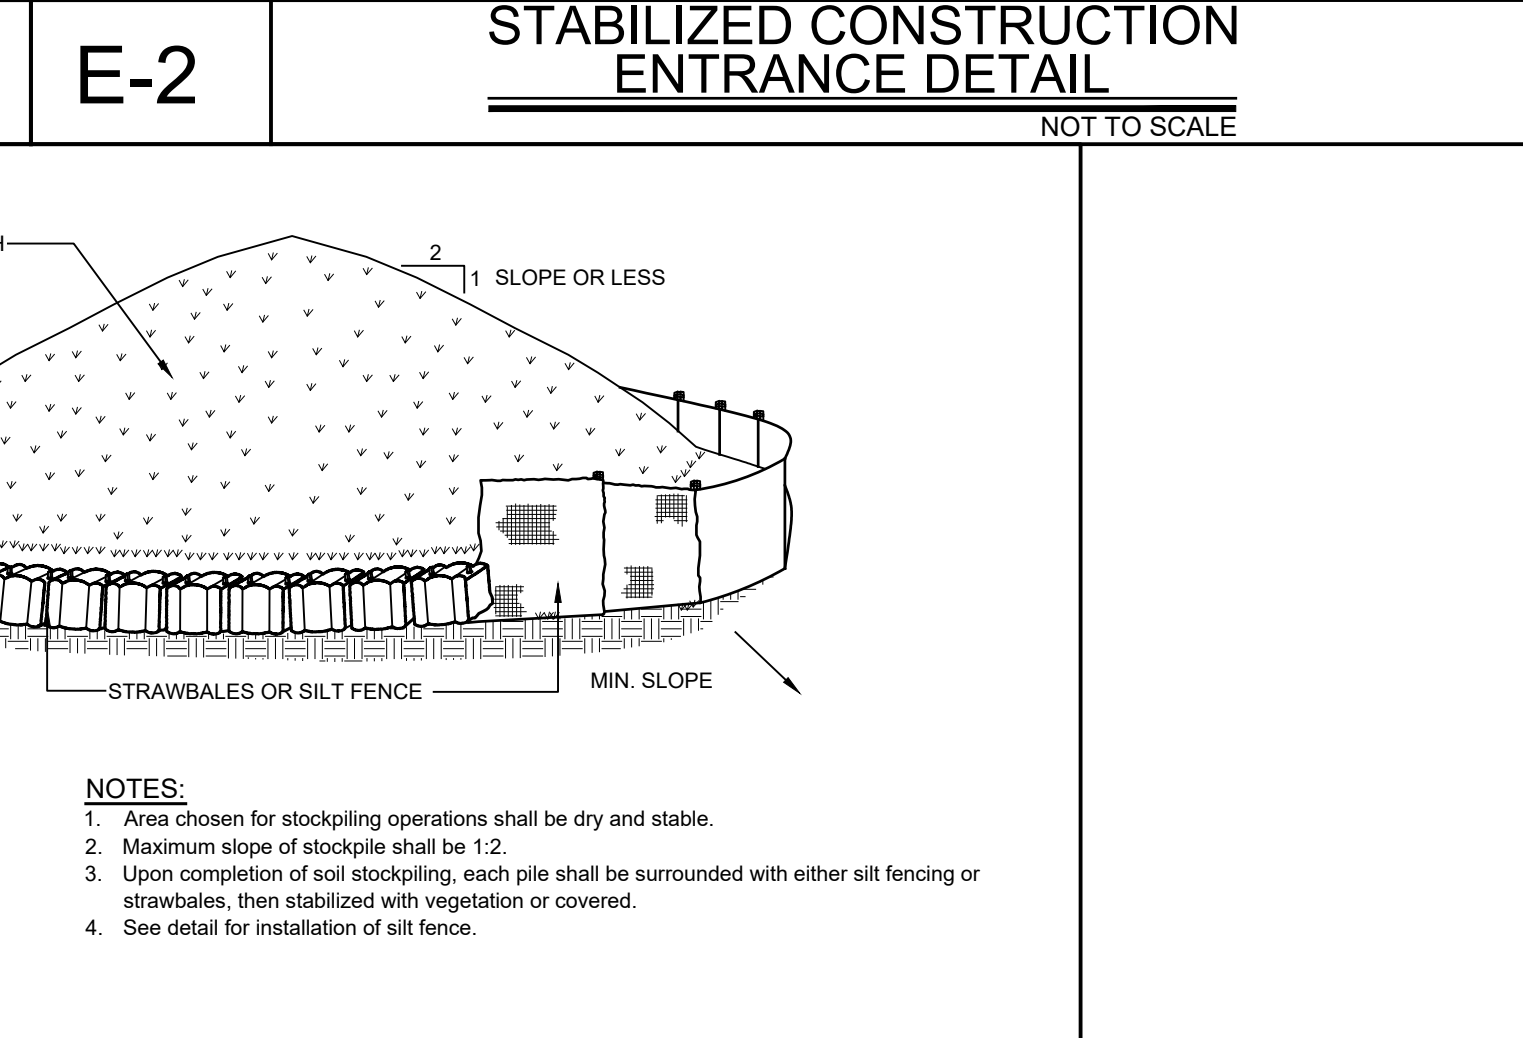 E-2
STABILIZED CONSTRUCTION
ENTRANCE DETAIL
NOT TO SCALE
2
1 SLOPE OR LESS
STRAWBALES OR SILT FENCE
MIN. SLOPE
NOTES:
1. Area chosen for stockpiling operations shall be dry and stable.
2. Maximum slope of stockpile shall be 1:2.
3. Upon completion of soil stockpiling, each pile shall be surrounded with either silt fencing or
strawbales, then stabilized with vegetation or covered.
4. See detail for installation of silt fence.